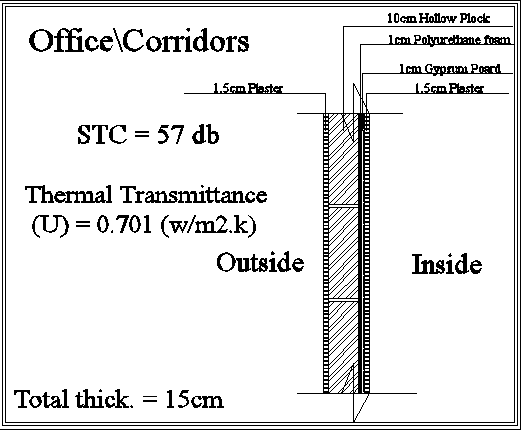 10cm Hollow Plock
Office\Corridors
1cm Polyurethane foam
1cm Gyprum Poard
1.5cm Plaster
1.5cm Plaster
STC = 57 db
Thermal Transmittance
(U) = 0.701 (w/m2.k)
Outside
Inside
Total thick. = 15cm